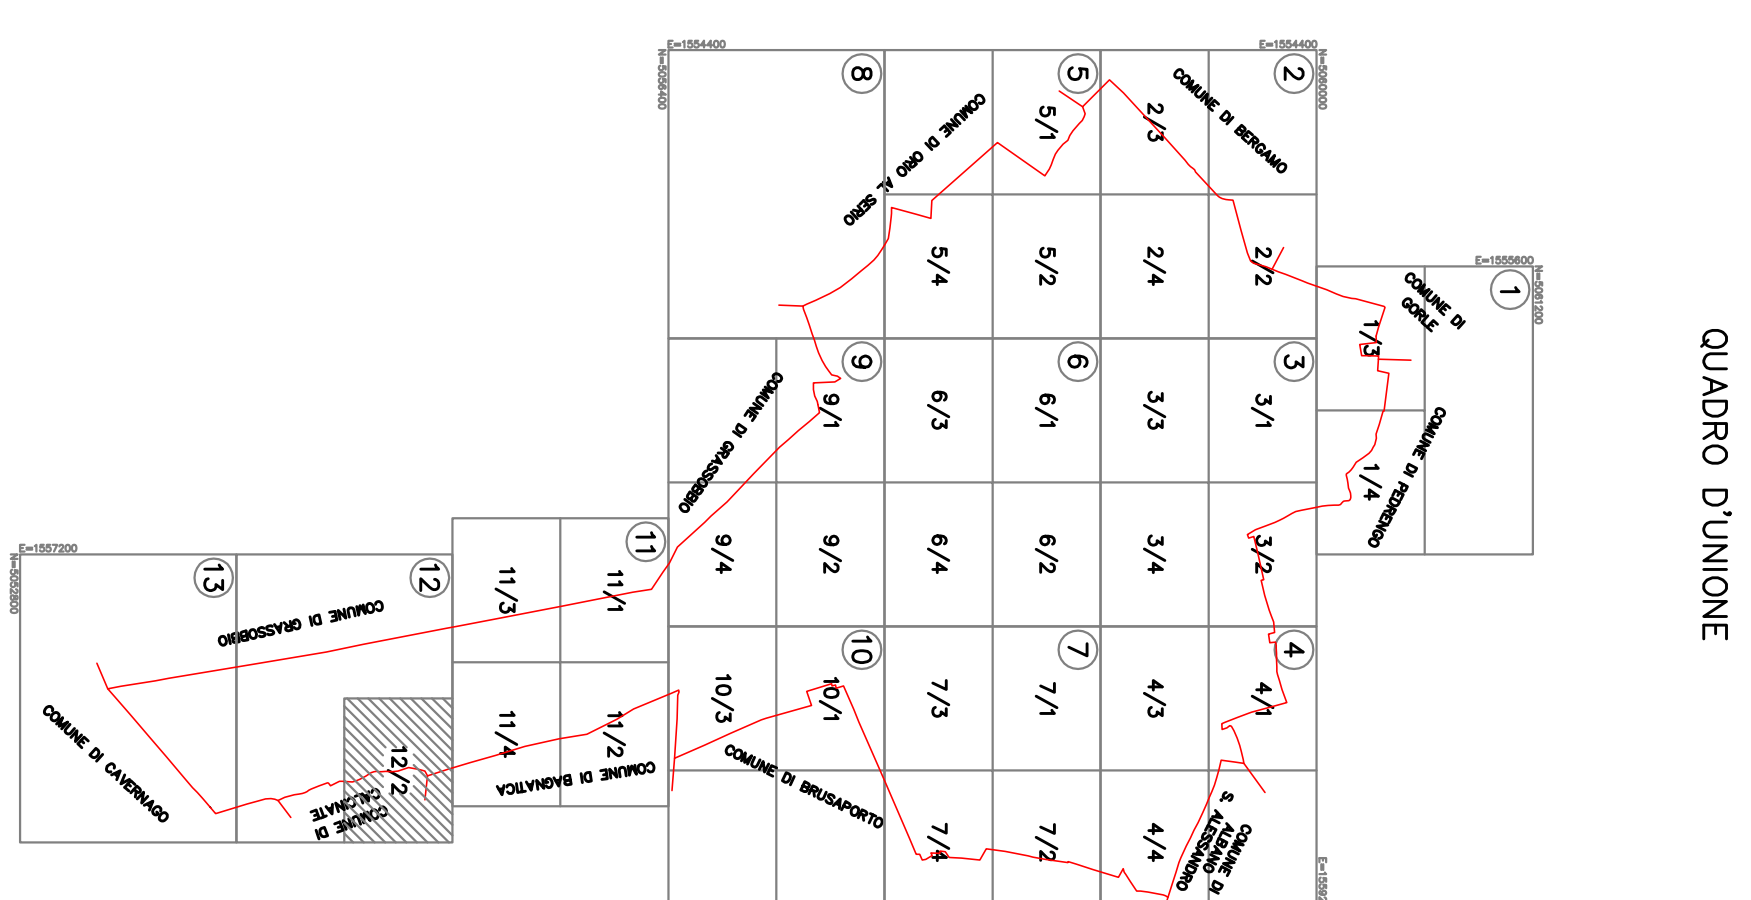 QUADRO D'UNIONE
E=1555600
N=5061200
1
COMUNE DI
GORLE
1/3
1/4
COMUNE DI PEDRENGO
E=1554400
N=5060000
2
COMUNE DI BERGAMO
2/2
2/3
2/4
3
3/1
3/2
3/3
3/4
4
4/1
4/3
4/4
COMUNE DI
ALBANO
S. ALESSANDRO
5
5/1
5/2
5/4
COMUNE DI ORIO AL SERIO
6
6/1
6/2
6/3
6/4
7
7/1
7/2
7/3
7/4
E=1554400
N=5056400
8
9
9/1
9/2
9/4
COMUNE DI GRASSOBBIO
10
10/1
10/3
COMUNE DI BRUSAPORTO
11
11/1
11/2
11/3
11/4
COMUNE DI BAGNATICA
12
12/2
COMUNE DI GRASSOBBIO
COMUNE DI
CALCINATE
13
E=1557200
N=5052800
COMUNE DI CAVERNAGO